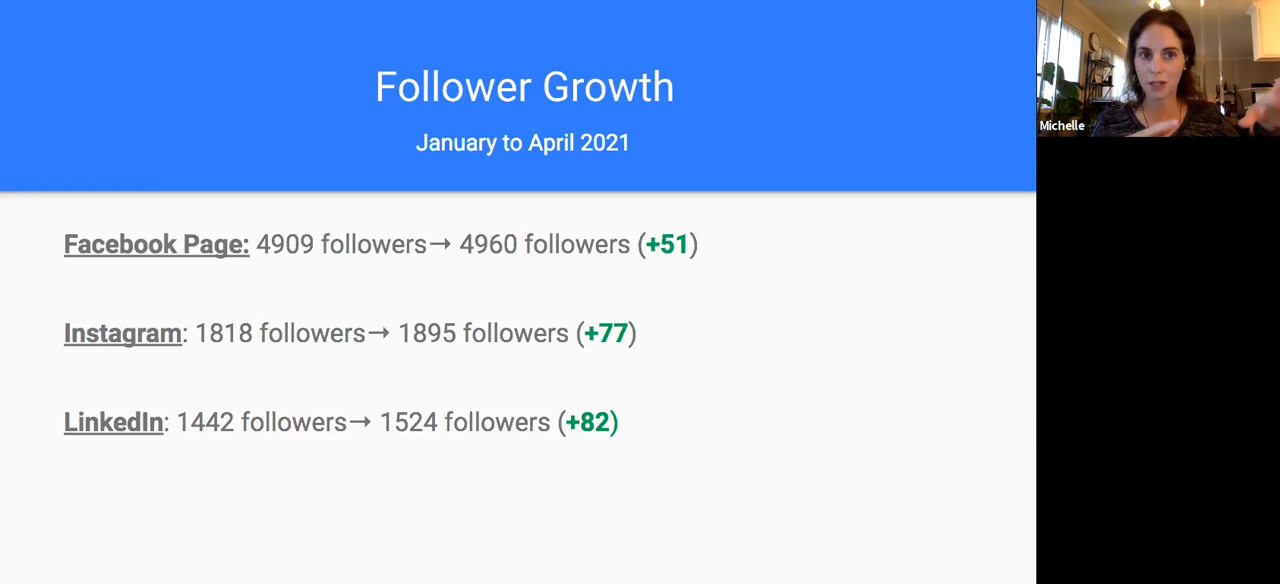 Follower Growth
January to April 2021
Michelle
Facebook Page: 4909 followers→ 4960 followers (+51)
Instagram: 1818 followers→ 1895 followers (+77)
LinkedIn: 1442 followers→ 1524 followers (+82)